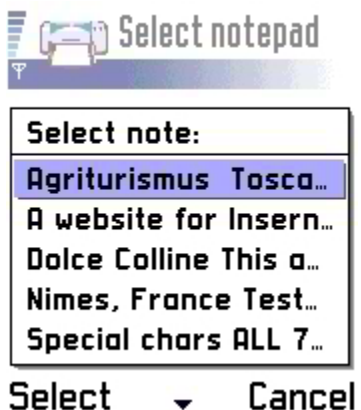 Select notepad
Select note:
Agriturismus Tosca...
A website for Insern...
Dolce Colline This a...
Nimes, France Test...
Special chars ALL 7...
Select Cancel